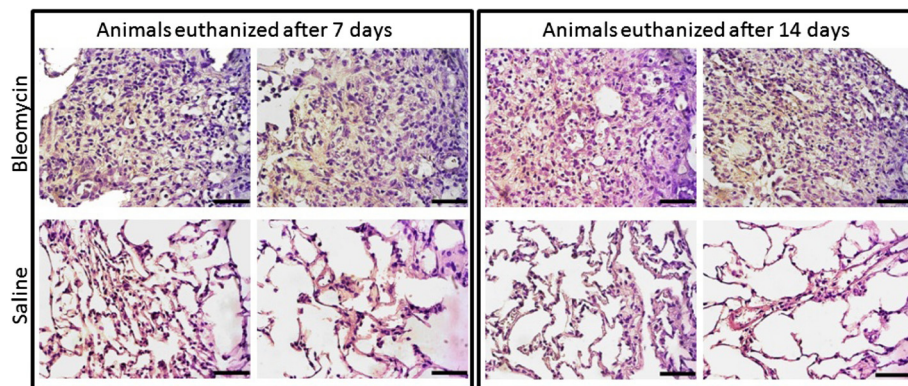 Animals euthanized after 7 days
Animals euthanized after 14 days
Bleomycin
Saline